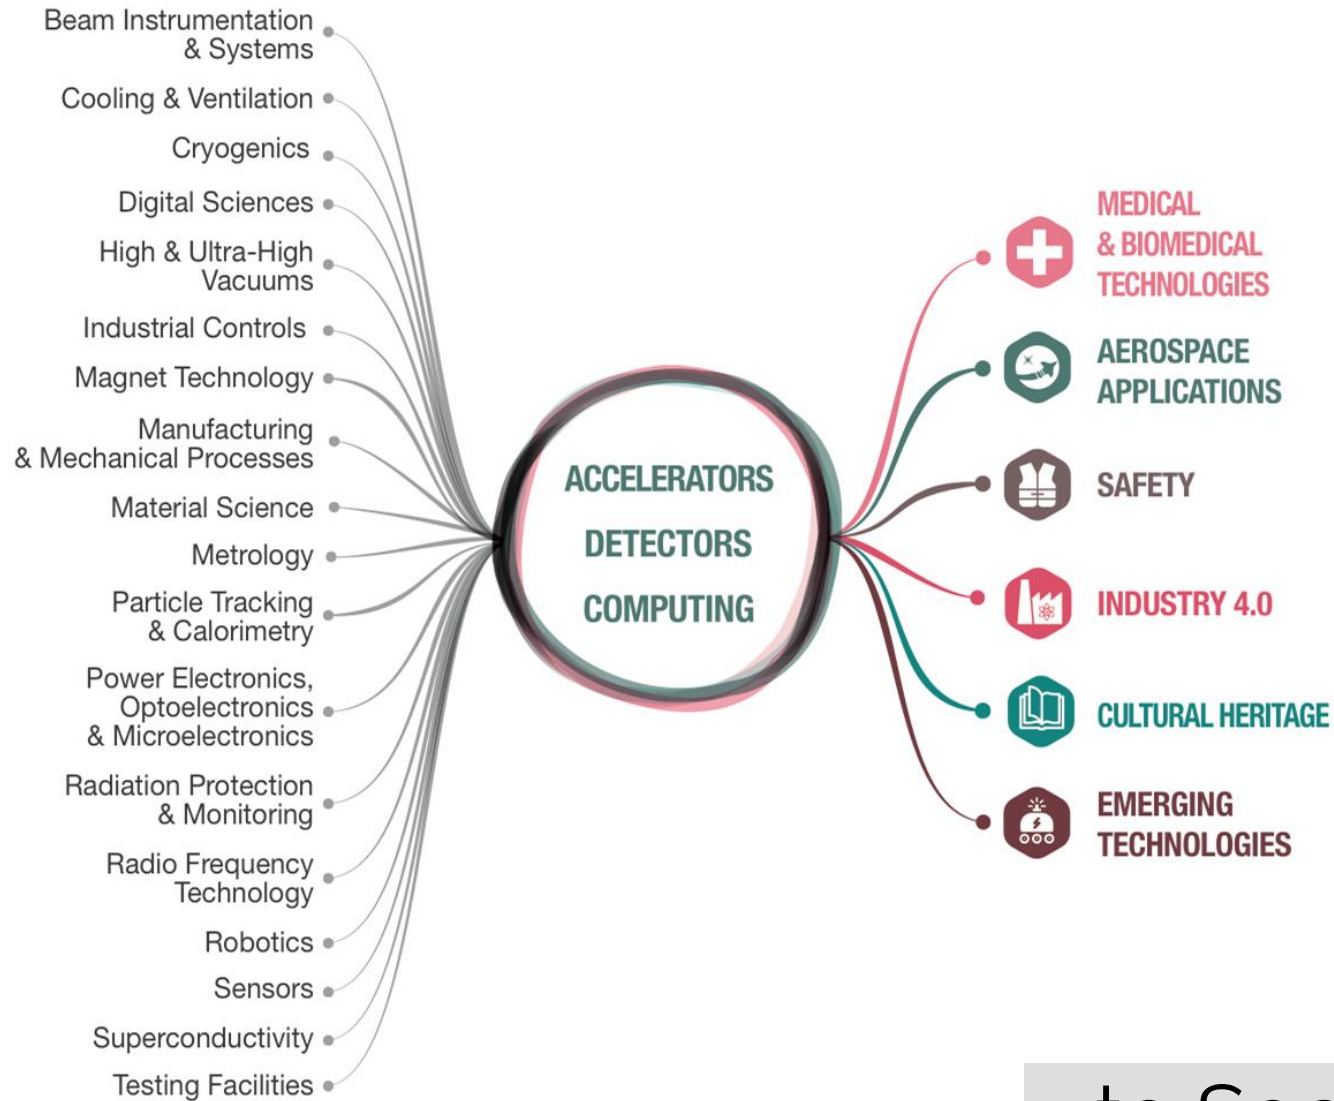 Beam Instrumentation
& Systems
Cooling & Ventilation
Cryogenics
Digital Sciences
High & Ultra-High
Vacuums
Industrial Controls
Magnet Technology
Manufacturing
& Mechanical Processes
Material Science
Metrology
Particle Tracking
& Calorimetry
Power Electronics,
Optoelectronics
& Microelectronics
Radiation Protection
& Monitoring
Radio Frequency
Technology
Robotics
Sensors
Superconductivity
Testing Facilities
ACCELERATORS
DETECTORS
COMPUTING
MEDICAL
& BIOMEDICAL
TECHNOLOGIES
AEROSPACE
APPLICATIONS
SAFETY
INDUSTRY 4.0
CULTURAL HERITAGE
EMERGING
TECHNOLOGIES
to